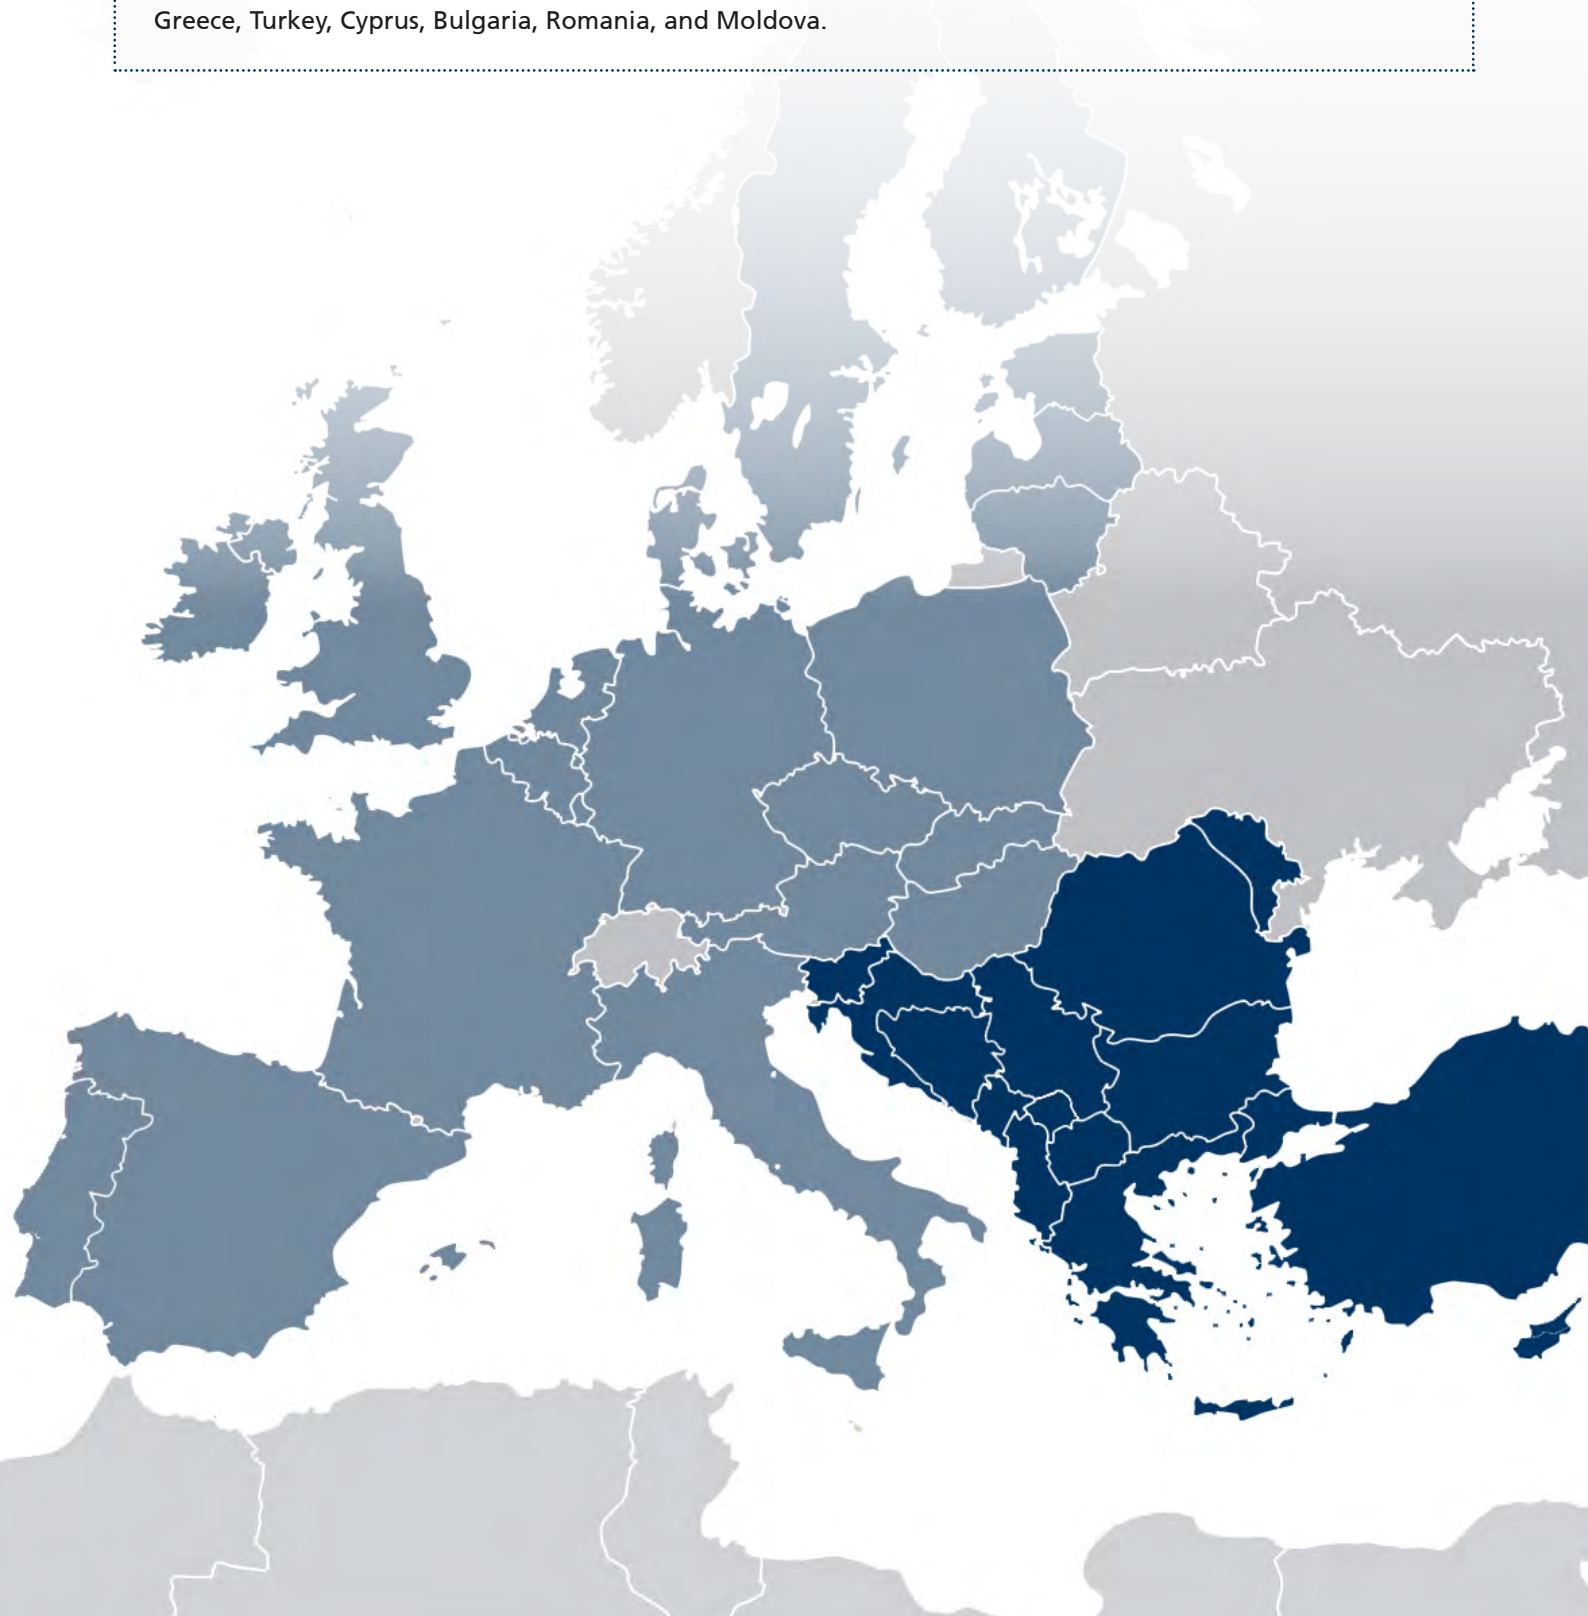 Greece, Turkey, Cyprus, Bulgaria, Romania, and Moldova.